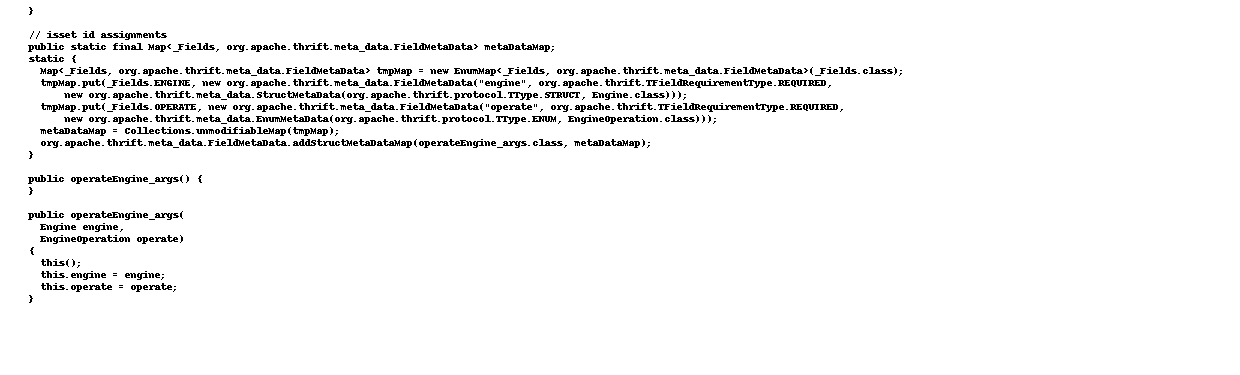 }
// isset id assignments
public static final Map<_Fields, org.apache.thrift.meta_data.FieldMetaData> metaDataMap;
static {
Map<_Fields, org.apache.thrift.meta_data.FieldMetaData> tmpMap = new EnumMap<_Fields, org.apache.thrift.meta_data.FieldMetaData>(_Fields.class);
tmpMap.put(_Fields.ENGINE, new org.apache.thrift.meta_data.FieldMetaData("engine", org.apache.thrift.TFieldRequirementType.REQUIRED,
new org.apache.thrift.meta_data.StructMetaData(org.apache.thrift.protocol.TType.STRUCT, Engine.class)));
tmpMap.put(_Fields.OPERATE, new org.apache.thrift.meta_data.FieldMetaData("operate", org.apache.thrift.TFieldRequirementType.REQUIRED,
new org.apache.thrift.meta_data.EnumMetaData(org.apache.thrift.protocol.TType.ENUM, EngineOperation.class)));
metaDataMap = Collections.unmodifiableMap(tmpMap);
org.apache.thrift.meta_data.FieldMetaData.addStructMetaDataMap(operateEngine_args.class, metaDataMap);
}
public operateEngine_args() {
}
public operateEngine_args(
Engine engine,
EngineOperation operate)
{
this();
this.engine = engine;
this.operate = operate;
}